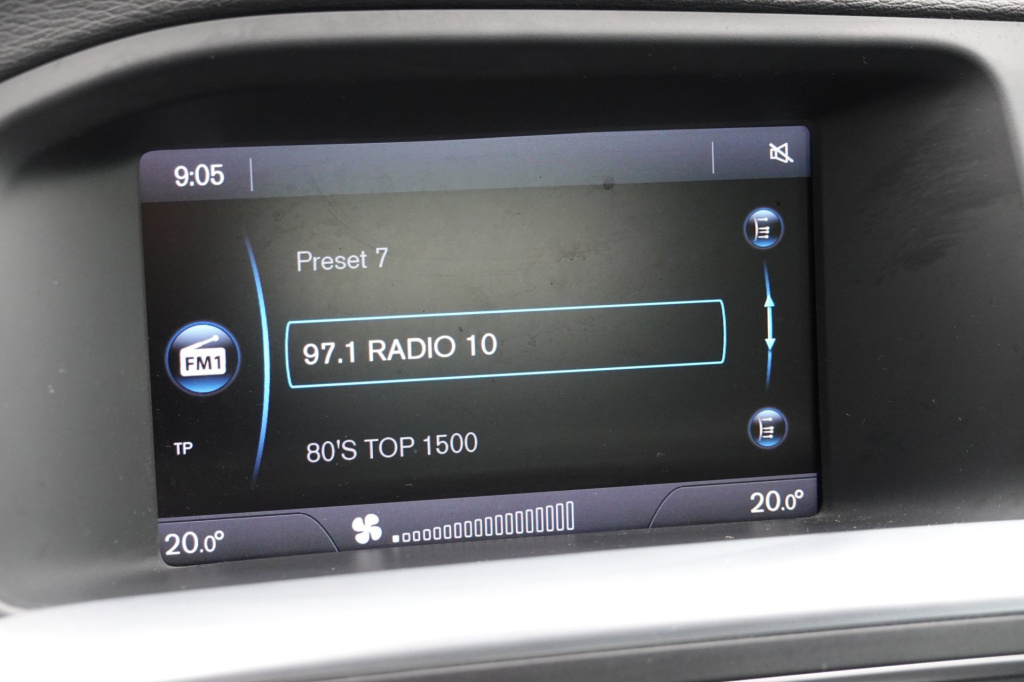 9:05
Preset 7
97.1 RADIO 10
FM1
TP
80'S TOP 1500
20.0°
20.0°